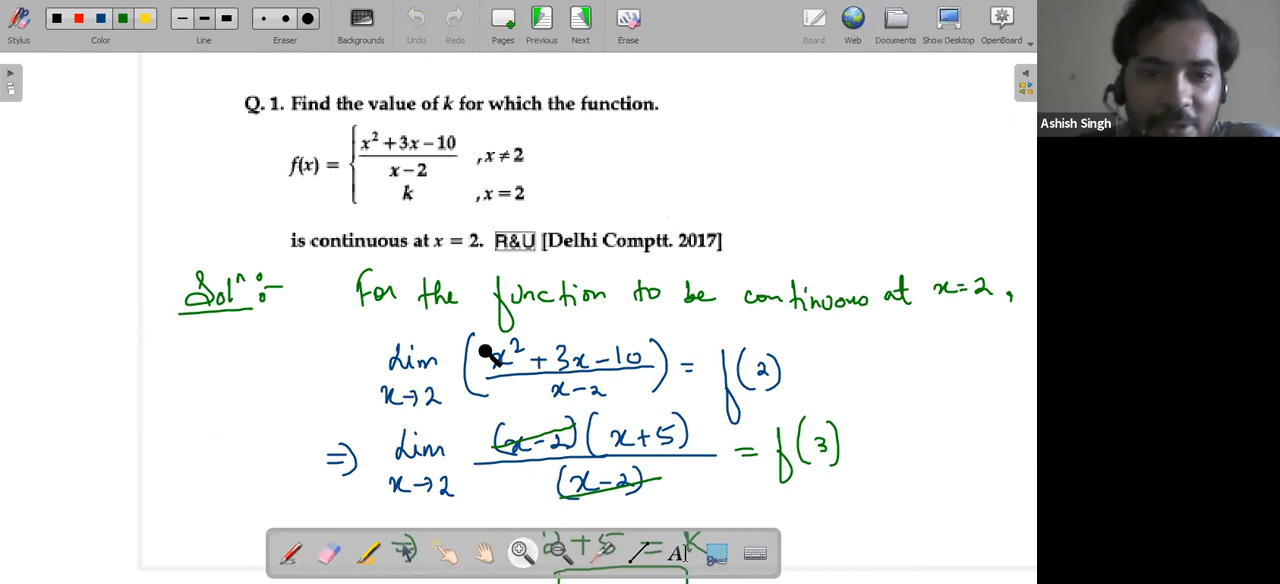 Stylus Color Line Eraser Backgrounds Undo Redo Pages Previous Next Erase Board Web Documents Show Desktop OpenBoard
Ashish Singh
Q. 1. Find the value of k for which the function.
f(x) = { x² + 3x – 10 / x – 2 , x ≠ 2
k , x = 2
is continuous at x = 2. R&U [Delhi Comptt. 2017]
Solⁿ :- For the function to be continuous at x=2,
Lim x→2 (x² + 3x – 10 / x – 2) = f(2)
⇒ Lim x→2 (x–2)(x+5) / (x–2) = f(3)
⇒ 2+5 = K